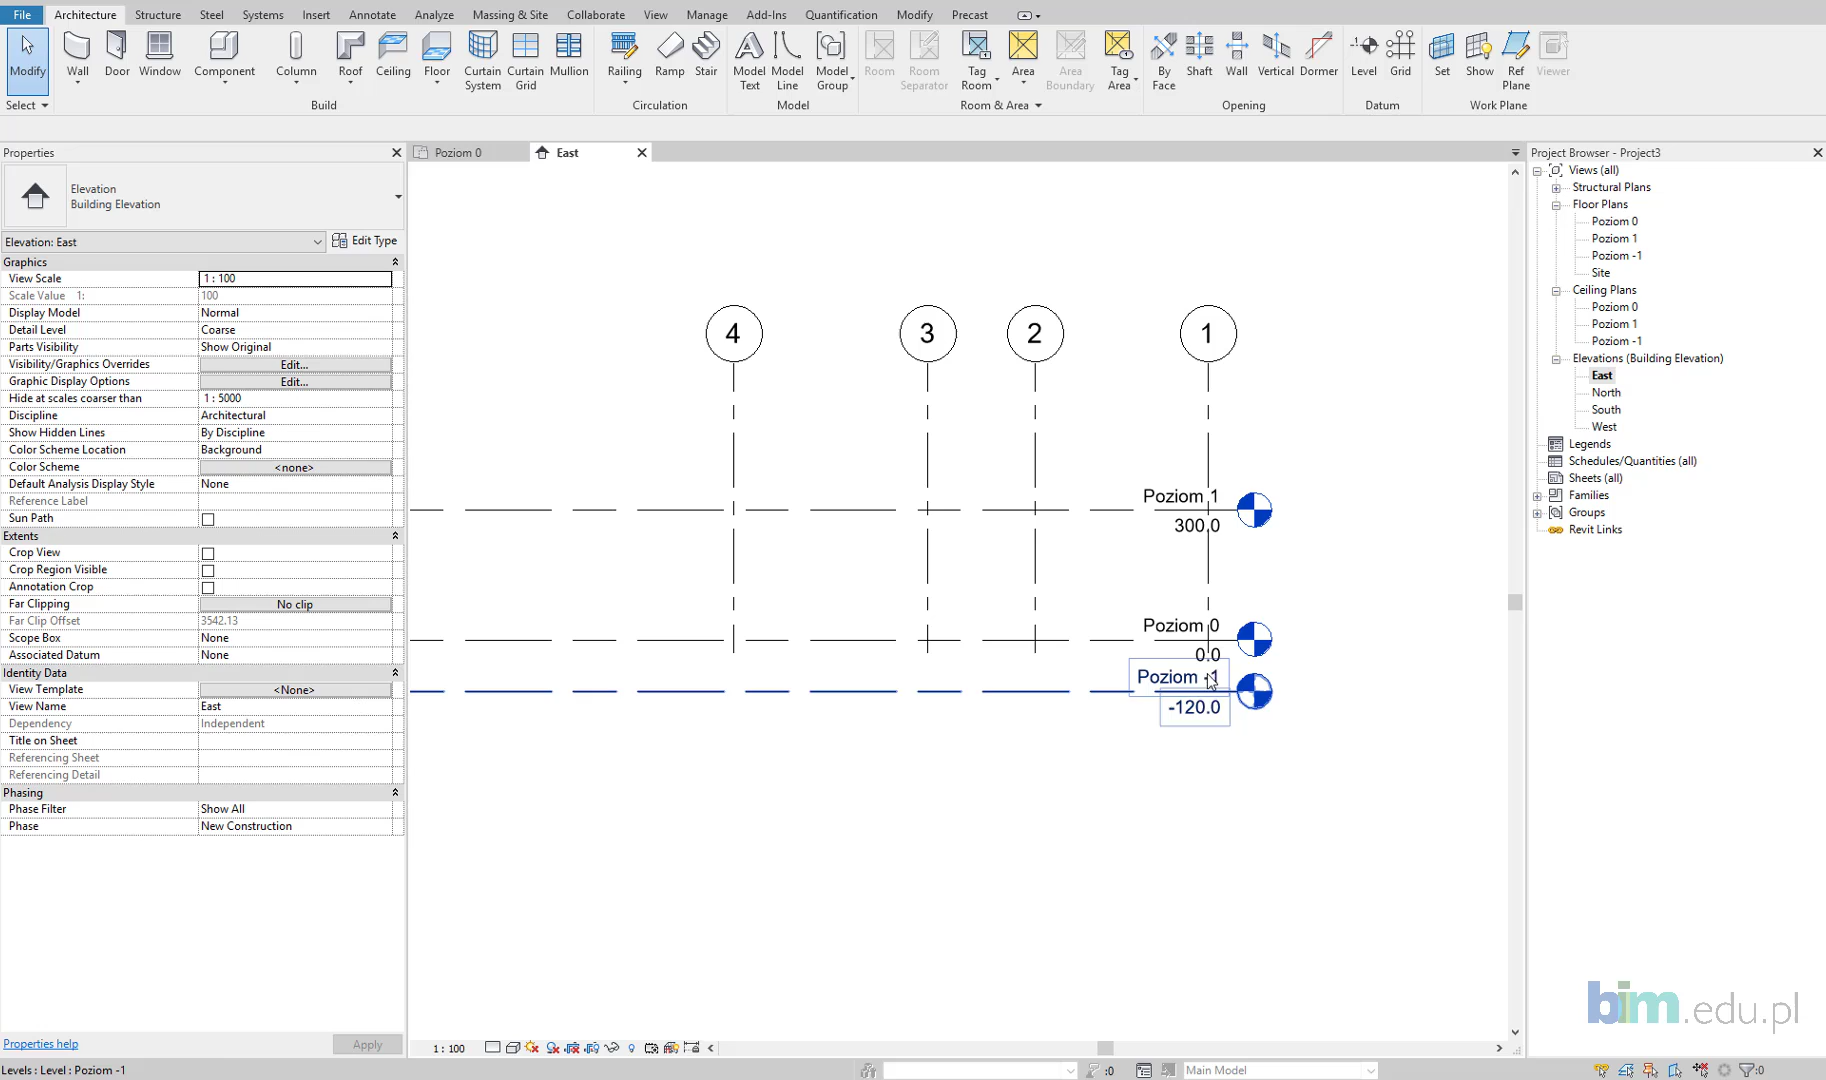 File Architecture Structure Steel Systems Insert Annotate Analyze Massing & Site Collaborate View Manage Add-Ins Quantification Modify Precast
Modify Wall Door Window Component Column Roof Ceiling Floor Curtain System Curtain Grid Mullion Railing Ramp Stair Model Text Model Line Model Group Room Room Separator Tag Room Area Area Boundary Tag Area By Face Shaft Wall Vertical Dormer Level Grid Set Show Ref Plane Viewer
Select Build Circulation Model Room & Area Opening Datum Work Plane
Properties
Elevation
Building Elevation
Elevation: East Edit Type
Graphics
View Scale 1 : 100
Scale Value 1: 100
Display Model Normal
Detail Level Coarse
Parts Visibility Show Original
Visibility/Graphics Overrides Edit...
Graphic Display Options Edit...
Hide at scales coarser than 1 : 5000
Discipline Architectural
Show Hidden Lines By Discipline
Color Scheme Location Background
Color Scheme <none>
Default Analysis Display Style None
Reference Label
Sun Path
Extents
Crop View
Crop Region Visible
Annotation Crop
Far Clipping No clip
Far Clip Offset 3542.13
Scope Box None
Associated Datum None
Identity Data
View Template <None>
View Name East
Dependency Independent
Title on Sheet
Referencing Sheet
Referencing Detail
Phasing
Phase Filter Show All
Phase New Construction
Properties help Apply
Poziom 0 East
4 3 2 1
Poziom 1
300.0
Poziom 0
0.0
Poziom -1
-120.0
1 : 100
Project Browser - Project3
Views (all)
Structural Plans
Floor Plans
Poziom 0
Poziom 1
Poziom -1
Site
Ceiling Plans
Poziom 0
Poziom 1
Poziom -1
Elevations (Building Elevation)
East
North
South
West
Legends
Schedules/Quantities (all)
Sheets (all)
Families
Groups
Revit Links
bim.edu.pl
Levels : Level : Poziom -1 :0 Main Model :0